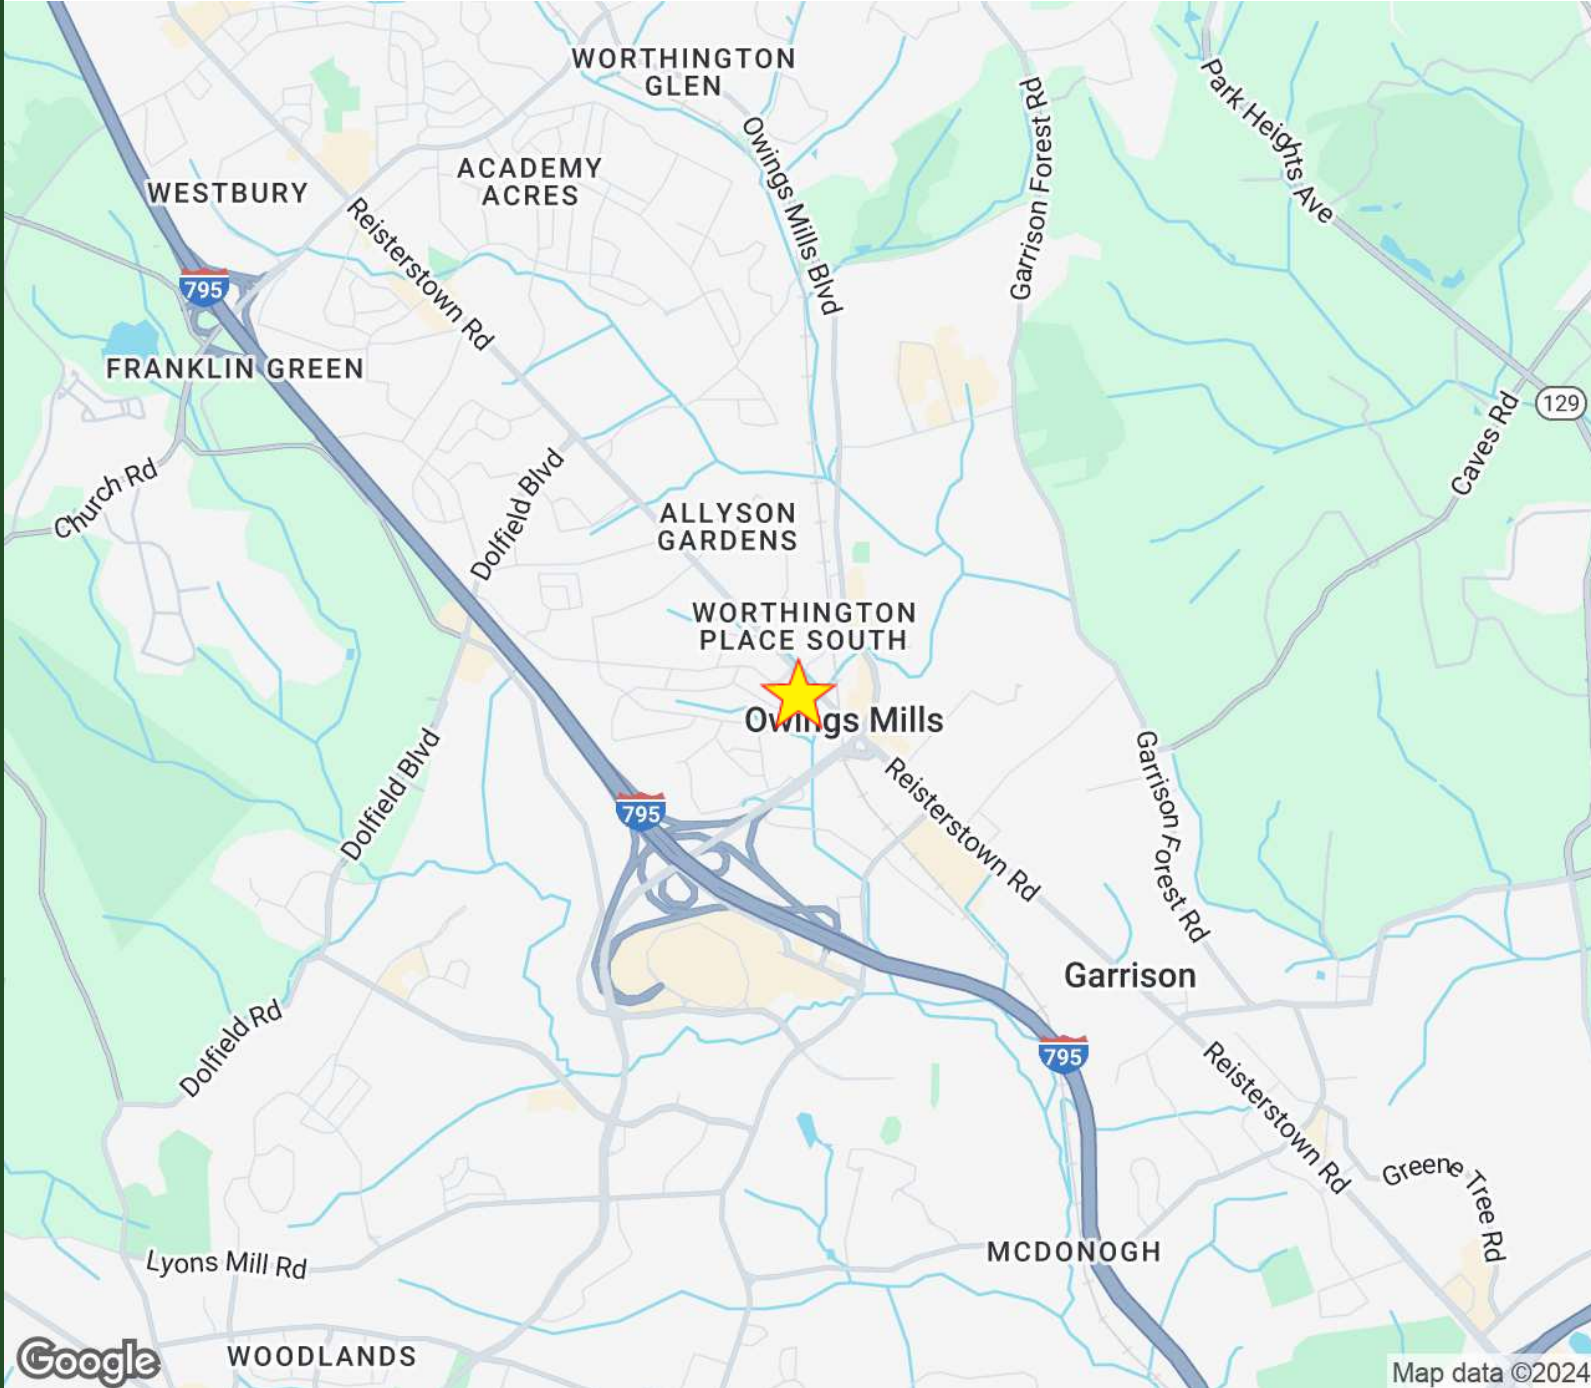 WORTHINGTON
GLEN
Park Heights Ave
Garrison Forest Rd
Owings Mills Blvd
ACADEMY
ACRES
WESTBURY
Reisterstown Rd
795
FRANKLIN GREEN
129
Caves Rd
Church Rd
Dolfield Blvd
ALLYSON
GARDENS
WORTHINGTON
PLACE SOUTH
Owings Mills
Dolfield Blvd
Garrison Forest Rd
Reisterstown Rd
795
Garrison
Dolfield Rd
795
Reisterstown Rd
Greene Tree Rd
MCDONOGH
Lyons Mill Rd
WOODLANDS
Google
Map data ©2024